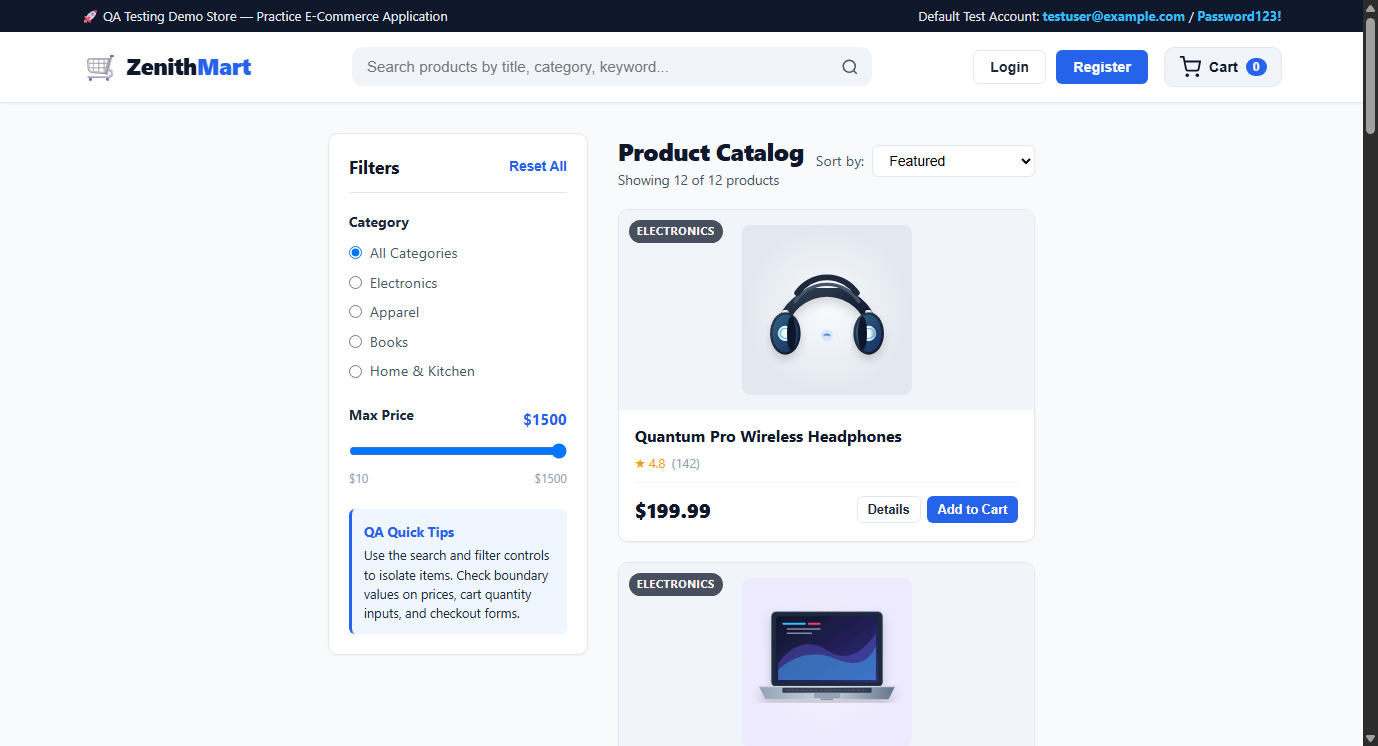 🚀 QA Testing Demo Store — Practice E-Commerce Application
Default Test Account: testuser@example.com / Password123!
ZenithMart
Search products by title, category, keyword...
Login
Register
Cart 0
Filters
Reset All
Category
All Categories
Electronics
Apparel
Books
Home & Kitchen
Max Price
$1500
$10
$1500
QA Quick Tips
Use the search and filter controls
to isolate items. Check boundary
values on prices, cart quantity
inputs, and checkout forms.
Product Catalog
Showing 12 of 12 products
Sort by:
Featured
ELECTRONICS
Quantum Pro Wireless Headphones
★ 4.8 (142)
$199.99
Details
Add to Cart
ELECTRONICS